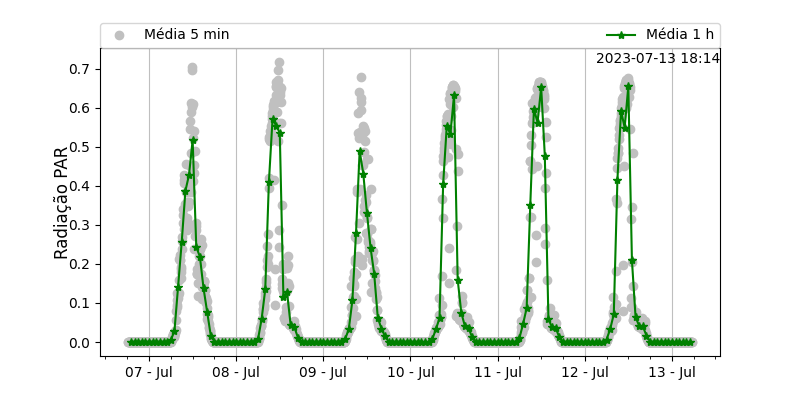 Média 5 min
Média 1 h
2023-07-13 18:14
Radiação PAR
0.7
0.6
0.5
0.4
0.3
0.2
0.1
0.0
07 - Jul
08 - Jul
09 - Jul
10 - Jul
11 - Jul
12 - Jul
13 - Jul